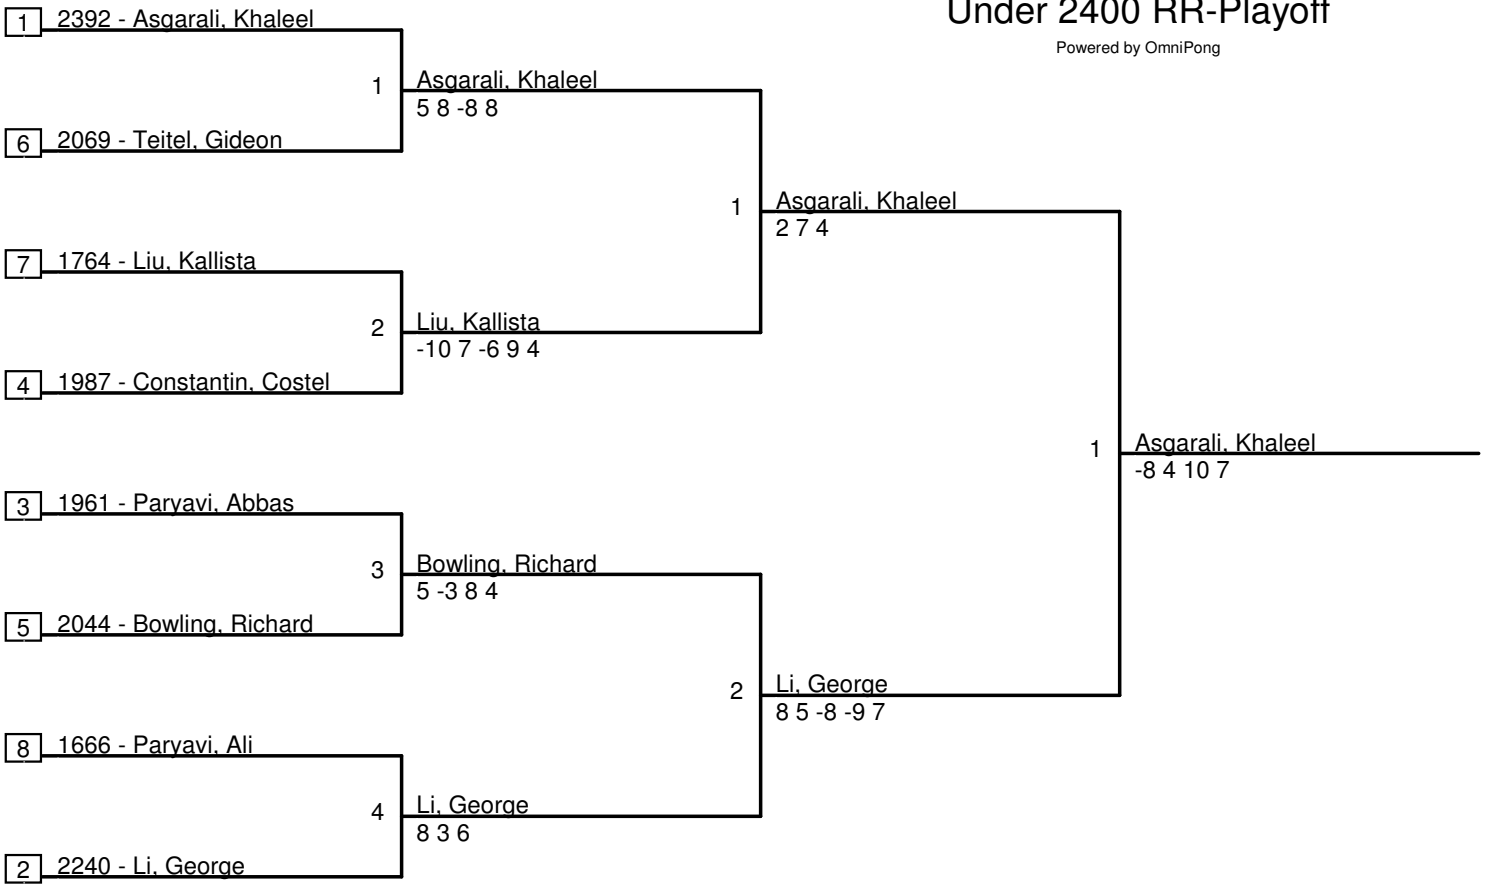 Under 2400 RR-Playoff
Powered by OmniPong
1 2392 - Asgarali, Khaleel
1 Asgarali, Khaleel
5 8 -8 8
6 2069 - Teitel, Gideon
1 Asgarali, Khaleel
2 7 4
7 1764 - Liu, Kallista
2 Liu, Kallista
-10 7 -6 9 4
4 1987 - Constantin, Costel
1 Asgarali, Khaleel
-8 4 10 7
3 1961 - Paryavi, Abbas
3 Bowling, Richard
5 -3 8 4
5 2044 - Bowling, Richard
2 Li, George
8 5 -8 -9 7
8 1666 - Paryavi, Ali
4 Li, George
8 3 6
2 2240 - Li, George